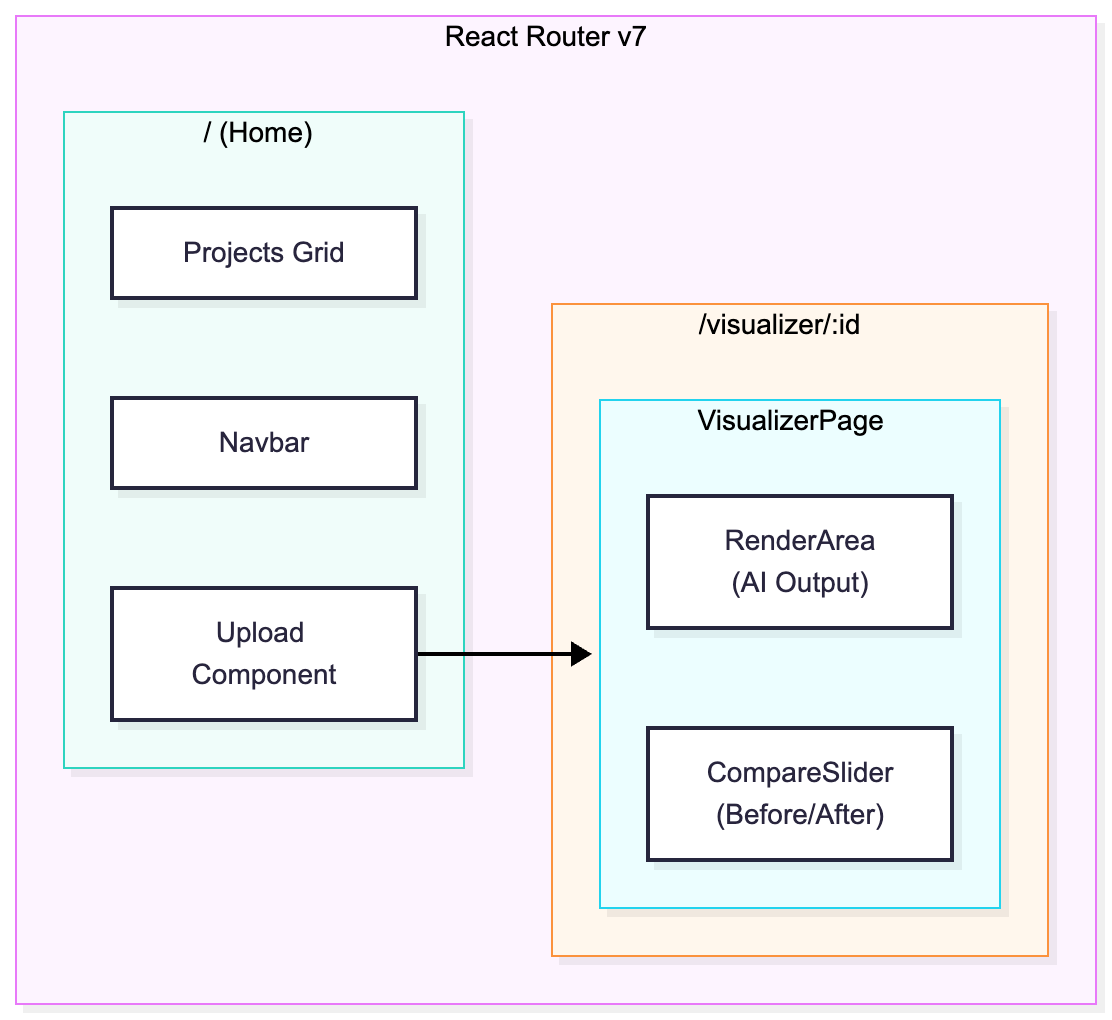 React Router v7
/ (Home)
Projects Grid
Navbar
Upload
Component
/visualizer/:id
VisualizerPage
RenderArea
(AI Output)
CompareSlider
(Before/After)